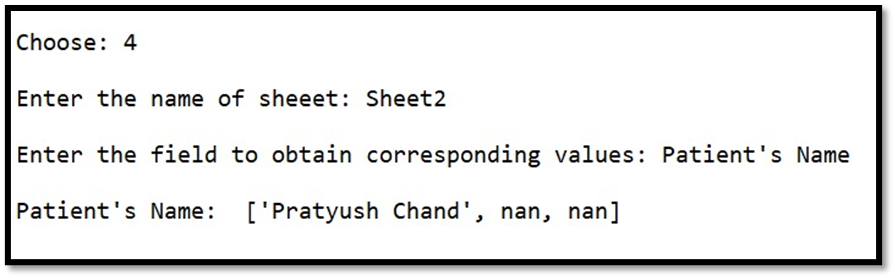 Choose: 4
Enter the name of sheeet: Sheet2
Enter the field to obtain corresponding values: Patient's Name
Patient's Name:  ['Pratyush Chand', nan, nan]